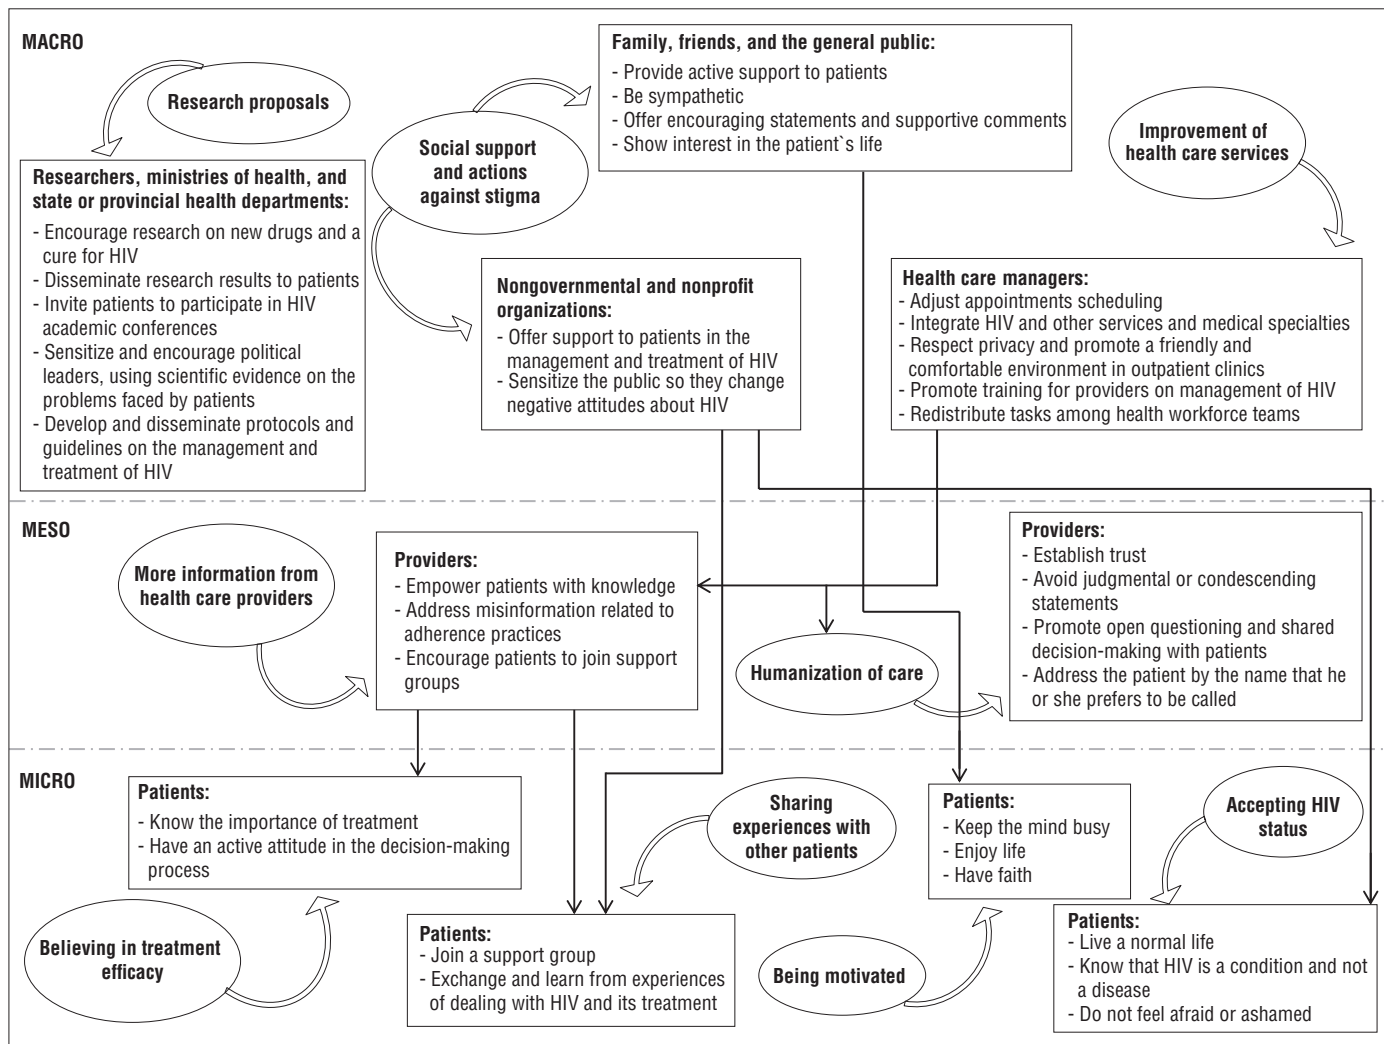 MACRO
Research proposals
Researchers, ministries of health, and
state or provincial health departments:
- Encourage research on new drugs and a
cure for HIV
- Disseminate research results to patients
- Invite patients to participate in HIV
academic conferences
- Sensitize and encourage political
leaders, using scientific evidence on the
problems faced by patients
- Develop and disseminate protocols and
guidelines on the management and
treatment of HIV
Social support
and actions
against stigma
Family, friends, and the general public:
- Provide active support to patients
- Be sympathetic
- Offer encouraging statements and supportive comments
- Show interest in the patient`s life
Nongovernmental and nonprofit
organizations:
- Offer support to patients in the
management and treatment of HIV
- Sensitize the public so they change
negative attitudes about HIV
Improvement of
health care services
Health care managers:
- Adjust appointments scheduling
- Integrate HIV and other services and medical specialties
- Respect privacy and promote a friendly and
comfortable environment in outpatient clinics
- Promote training for providers on management of HIV
- Redistribute tasks among health workforce teams
MESO
More information from
health care providers
Providers:
- Empower patients with knowledge
- Address misinformation related to
adherence practices
- Encourage patients to join support
groups
Humanization of care
Providers:
- Establish trust
- Avoid judgmental or condescending
statements
- Promote open questioning and shared
decision-making with patients
- Address the patient by the name that he
or she prefers to be called
MICRO
Patients:
- Know the importance of treatment
- Have an active attitude in the decision-making
process
Believing in treatment
efficacy
Sharing
experiences with
other patients
Patients:
- Join a support group
- Exchange and learn from experiences
of dealing with HIV and its treatment
Patients:
- Keep the mind busy
- Enjoy life
- Have faith
Being motivated
Accepting HIV
status
Patients:
- Live a normal life
- Know that HIV is a condition and not
a disease
- Do not feel afraid or ashamed